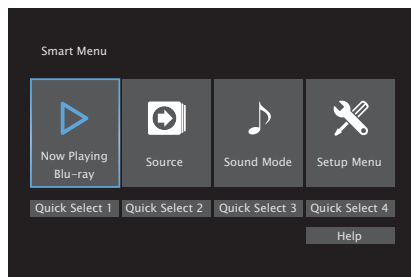 Smart Menu
Now Playing
Blu-ray
Source
Sound Mode
Setup Menu
Quick Select 1
Quick Select 2
Quick Select 3
Quick Select 4
Help